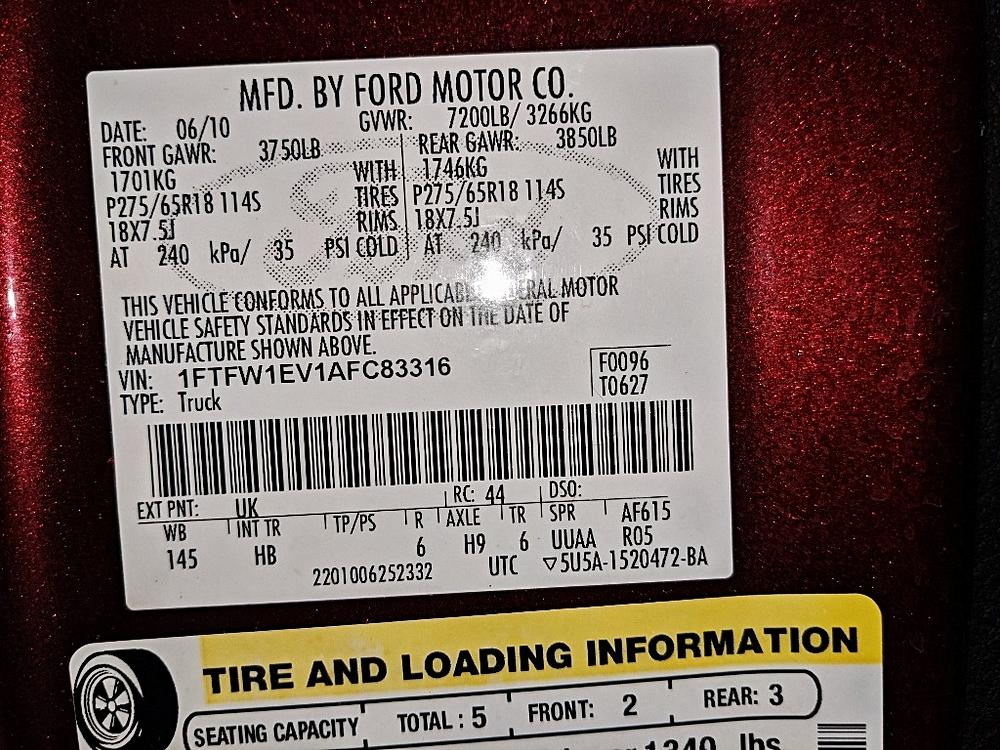 MFD. BY FORD MOTOR CO.
DATE: 06/10 GVWR: 7200LB/ 3266KG
FRONT GAWR: 3750LB REAR GAWR: 3850LB
1701KG WITH 1746KG WITH
P275/65R18 114S TIRES P275/65R18 114S TIRES
18X7.5J RIMS 18X7.5J RIMS
AT 240 kPa/ 35 PSI COLD AT 240 kPa/ 35 PSI COLD
THIS VEHICLE CONFORMS TO ALL MOTOR
VEHICLE SAFETY STANDARDS IN EFFECT ON THE DATE OF
MANUFACTURE SHOWN ABOVE.
VIN: 1FTFW1EV1AFC83316 F0096
TYPE: Truck T0627
EXT PNT: UK RC: 44 DSO:
WB INT TR TP/PS R AXLE TR SPR AF615
145 HB 6 H9 6 UUAA R05
2201006252332 UTC ▽5U5A-1520472-BA
TIRE AND LOADING INFORMATION
SEATING CAPACITY TOTAL : 5 FRONT: 2 REAR: 3
lbs